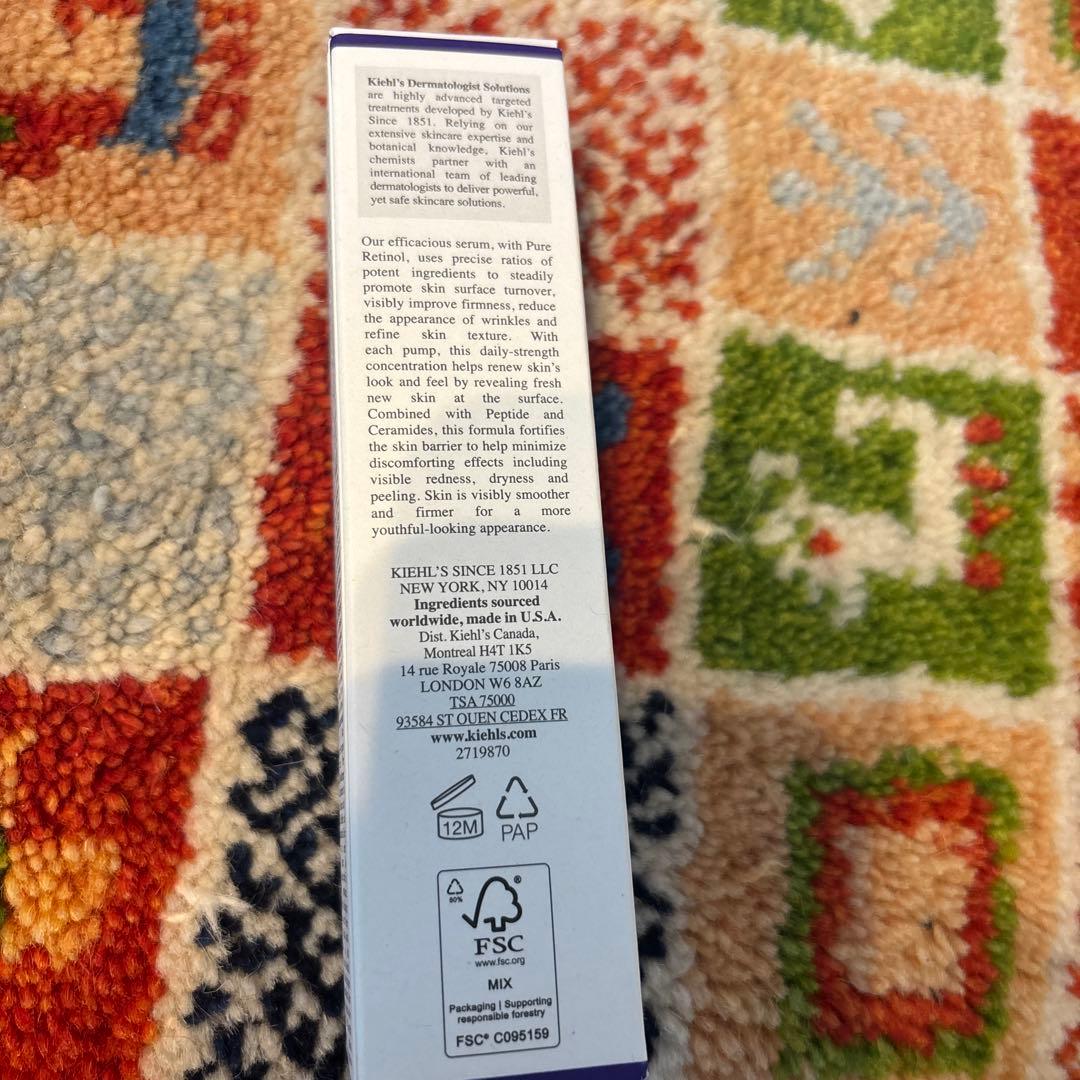 Kiehl's Dermatologist Solutions
are highly advanced targeted
treatments developed by Kiehl's
Since 1851. Relying on our
extensive skincare expertise and
botanical knowledge, Kiehl's
chemists partner with an
international team of leading
dermatologists to deliver powerful,
yet safe skincare solutions.
Our efficacious serum, with Pure
Retinol, uses precise ratios of
potent ingredients to steadily
promote skin surface turnover,
visibly improve firmness, reduce
the appearance of wrinkles and
refine skin texture. With
each pump, this daily-strength
concentration helps renew skin's
look and feel by revealing fresh
new skin at the surface.
Combined with Peptide and
Ceramides, this formula fortifies
the skin barrier to help minimize
discomforting effects including
visible redness, dryness and
peeling. Skin is visibly smoother
and firmer for a more
youthful-looking appearance.
KIEHL'S SINCE 1851 LLC
NEW YORK, NY 10014
Ingredients sourced
worldwide, made in U.S.A.
Dist. Kiehl's Canada,
Montreal H4T 1K5
14 rue Royale 75008 Paris
LONDON W6 8AZ
TSA 75000
93584 ST OUEN CEDEX FR
www.kiehls.com
2719870
12M PAP
80%
FSC®
www.fsc.org
MIX
Packaging | Supporting
responsible forestry
FSC® C095159